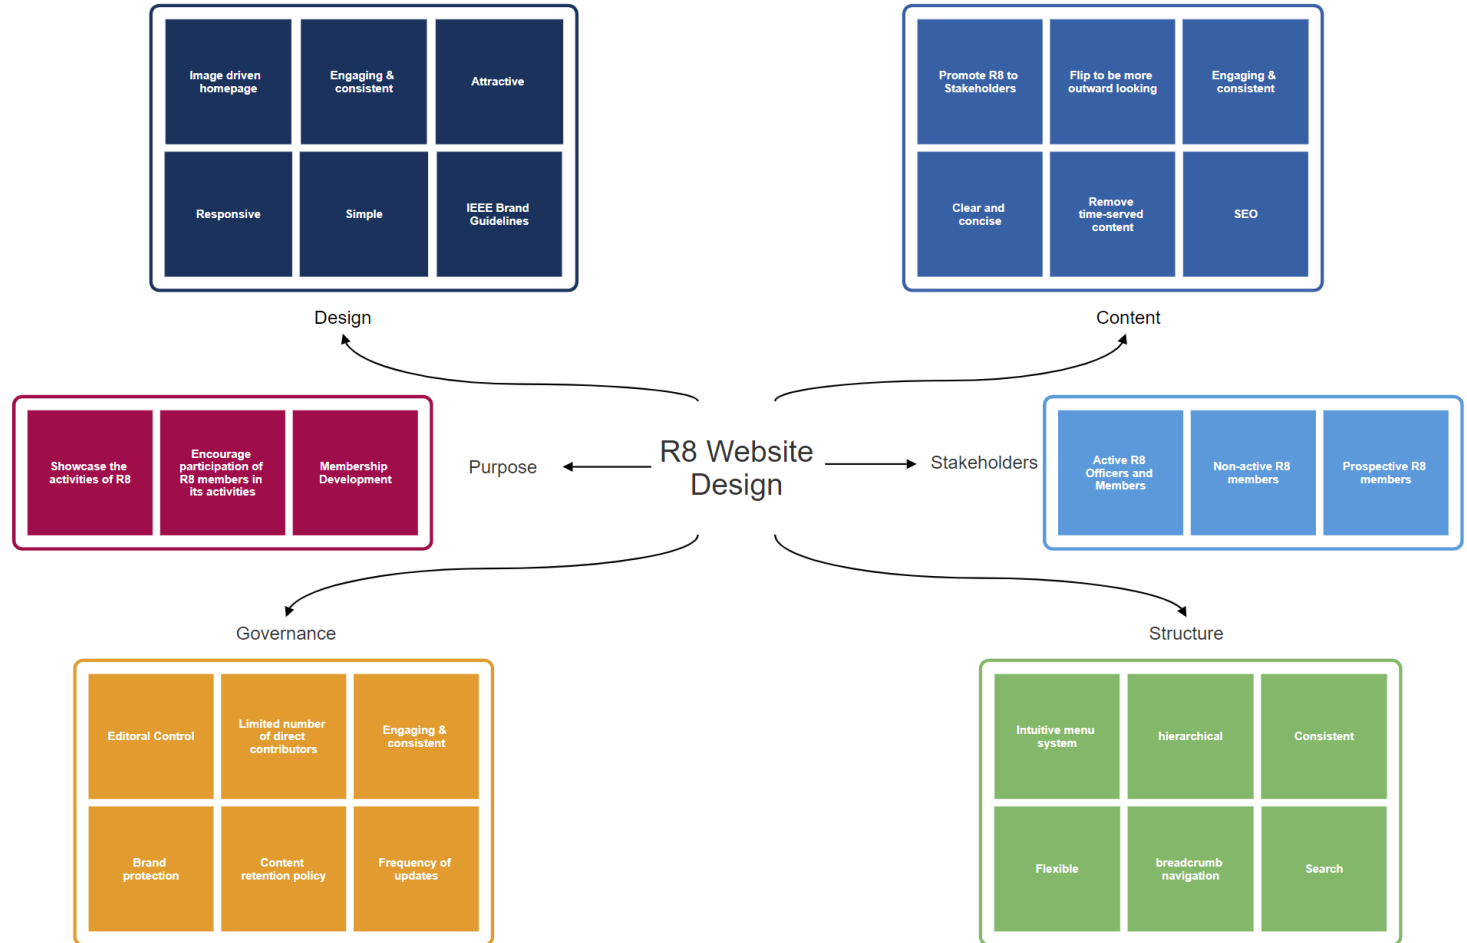 Image driven
homepage
Engaging &
consistent
Attractive
Responsive
Simple
IEEE Brand
Guidelines
Design
Promote R8 to
Stakeholders
Flip to be more
outward looking
Engaging &
consistent
Clear and
concise
Remove
time-served
content
SEO
Content
Showcase the
activities of R8
Encourage
participation of
R8 members in
its activities
Membership
Development
Purpose
R8 Website
Design
Stakeholders
Active R8
Officers and
Members
Non-active R8
members
Prospective R8
members
Governance
Editoral Control
Limited number
of direct
contributors
Engaging &
consistent
Brand
protection
Content
retention policy
Frequency of
updates
Structure
Intuitive menu
system
hierarchical
Consistent
Flexible
breadcrumb
navigation
Search